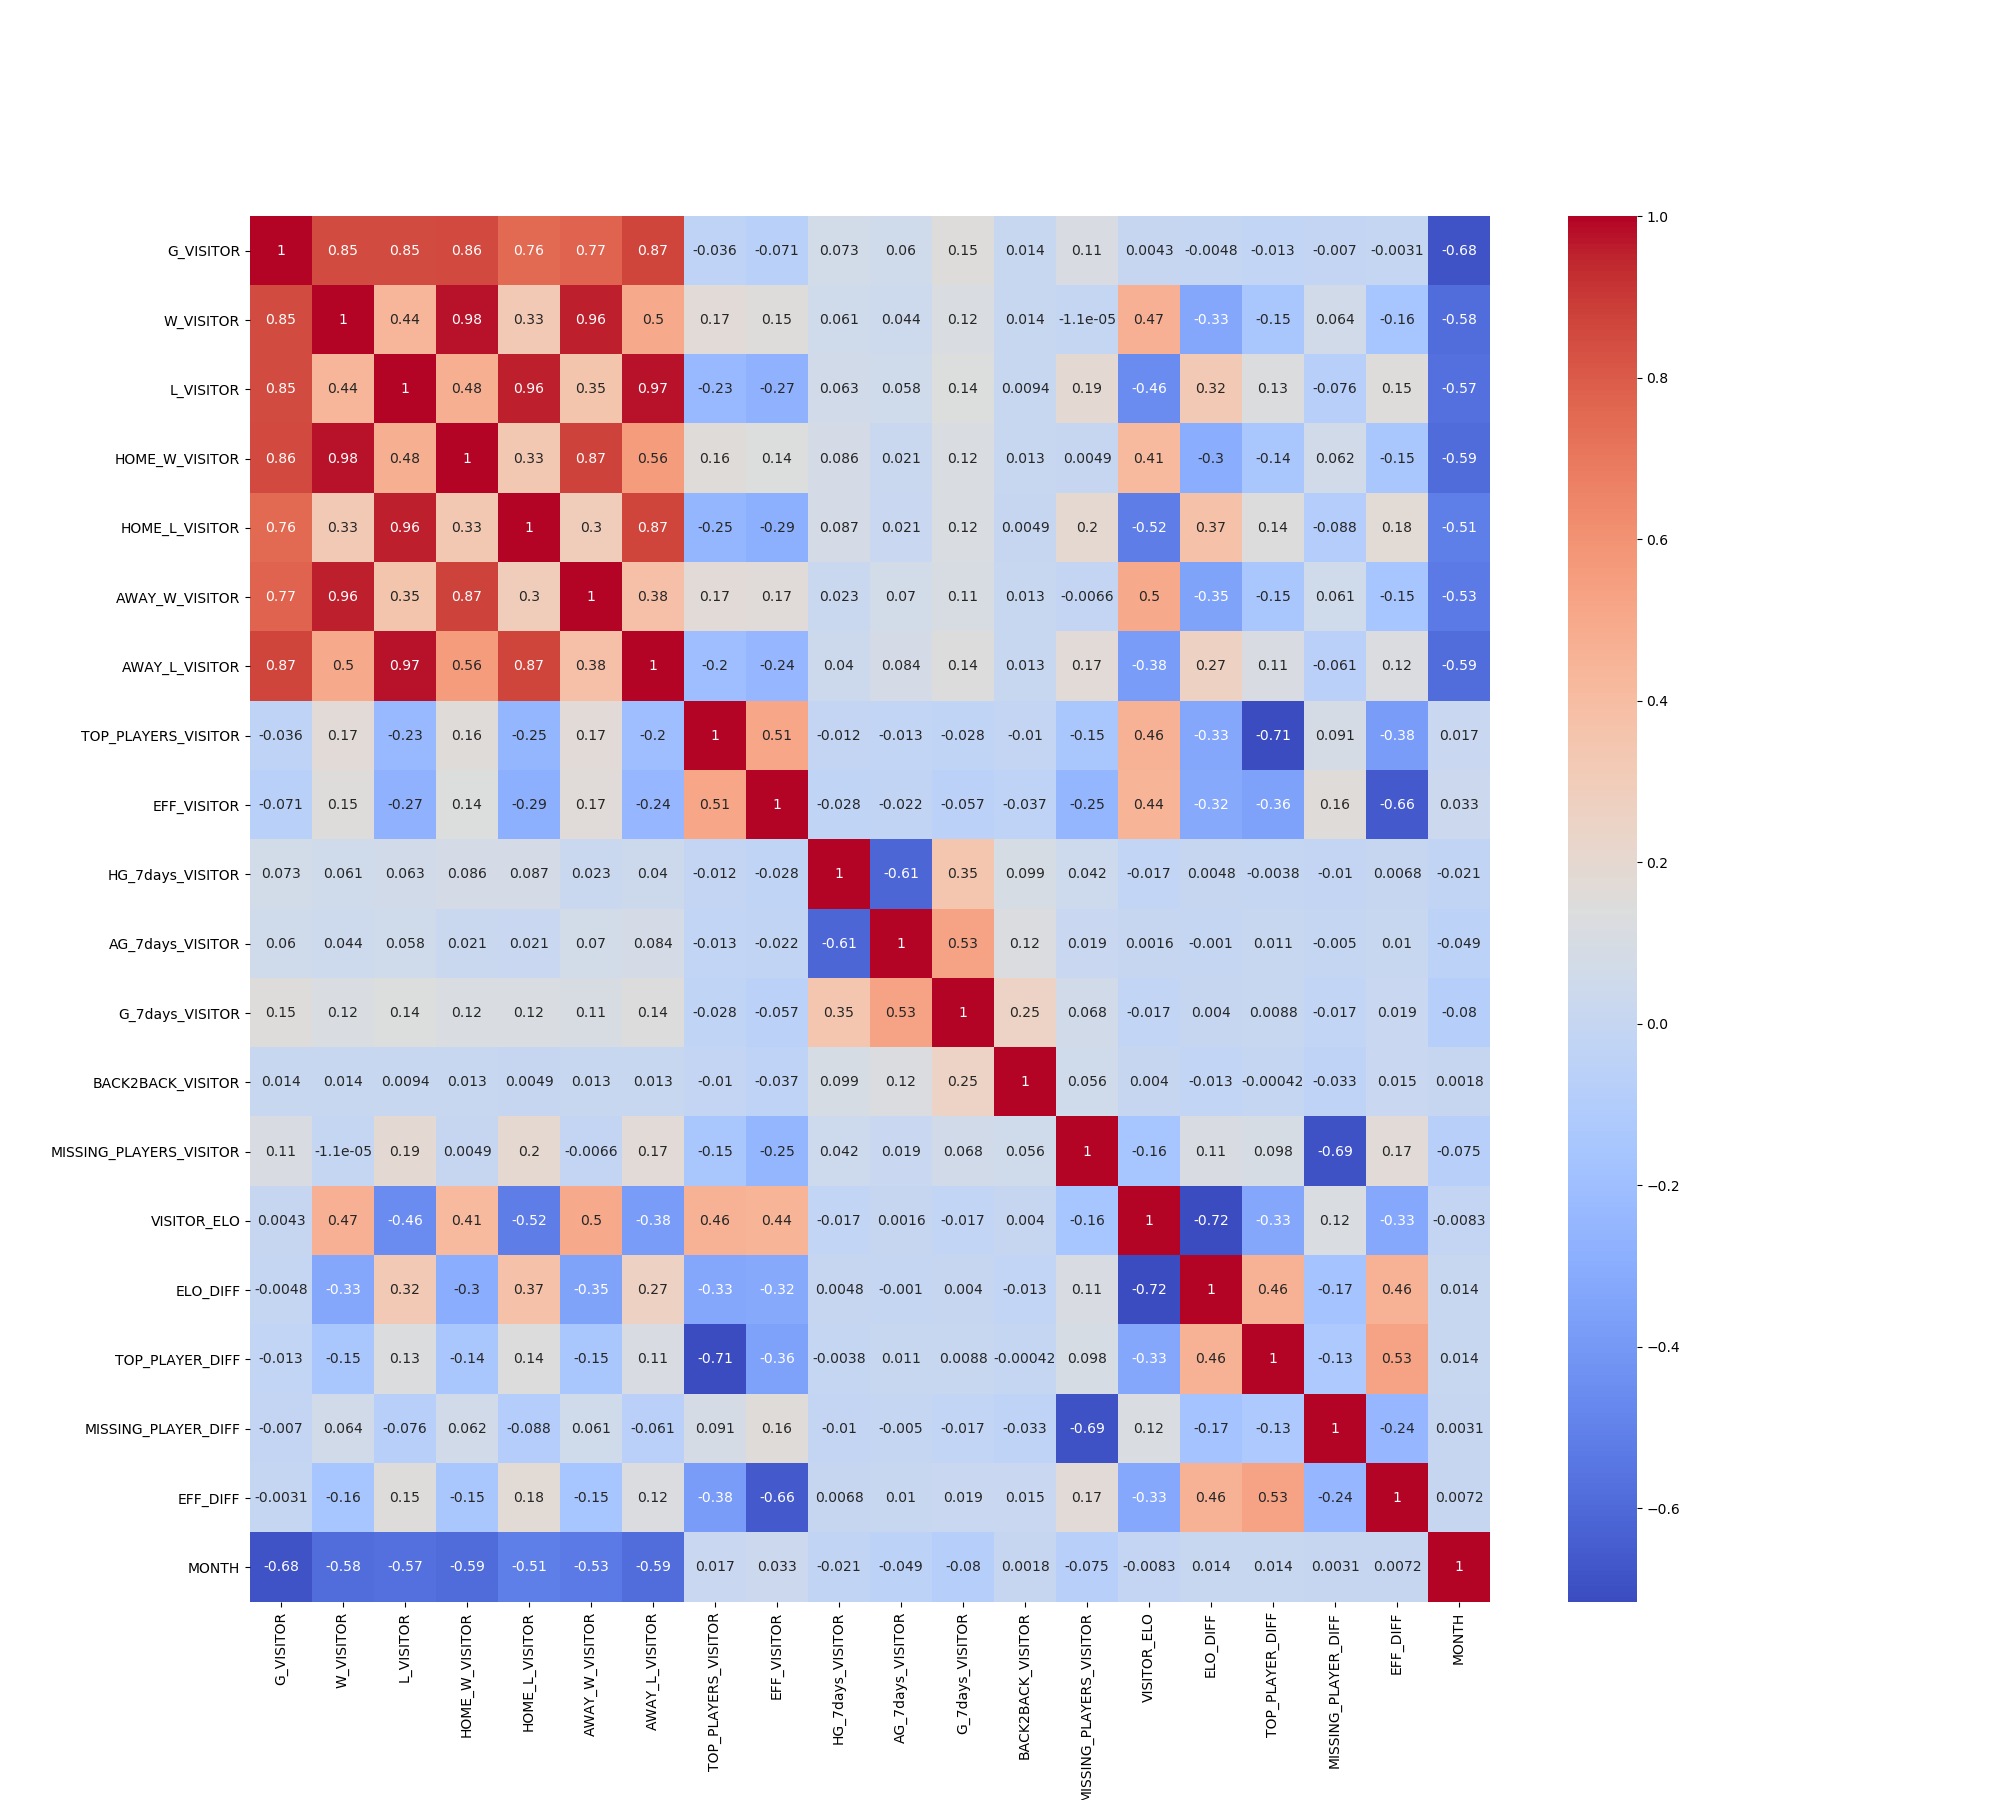 G_VISITOR 1 0.85 0.85 0.86 0.76 0.77 0.87 -0.036 -0.071 0.073 0.06 0.15 0.014 0.11 0.0043 -0.0048 -0.013 -0.007 -0.0031 -0.68
W_VISITOR 0.85 1 0.44 0.98 0.33 0.96 0.5 0.17 0.15 0.061 0.044 0.12 0.014 -1.1e-05 0.47 -0.33 -0.15 0.064 -0.16 -0.58
L_VISITOR 0.85 0.44 1 0.48 0.96 0.35 0.97 -0.23 -0.27 0.063 0.058 0.14 0.0094 0.19 -0.46 0.32 0.13 -0.076 0.15 -0.57
HOME_W_VISITOR 0.86 0.98 0.48 1 0.33 0.87 0.56 0.16 0.14 0.086 0.021 0.12 0.013 0.0049 0.41 -0.3 -0.14 0.062 -0.15 -0.59
HOME_L_VISITOR 0.76 0.33 0.96 0.33 1 0.3 0.87 -0.25 -0.29 0.087 0.021 0.12 0.0049 0.2 -0.52 0.37 0.14 -0.088 0.18 -0.51
AWAY_W_VISITOR 0.77 0.96 0.35 0.87 0.3 1 0.38 0.17 0.17 0.023 0.07 0.11 0.013 -0.0066 0.5 -0.35 -0.15 0.061 -0.15 -0.53
AWAY_L_VISITOR 0.87 0.5 0.97 0.56 0.87 0.38 1 -0.2 -0.24 0.04 0.084 0.14 0.013 0.17 -0.38 0.27 0.11 -0.061 0.12 -0.59
TOP_PLAYERS_VISITOR -0.036 0.17 -0.23 0.16 -0.25 0.17 -0.2 1 0.51 -0.012 -0.013 -0.028 -0.01 -0.15 0.46 -0.33 -0.71 0.091 -0.38 0.017
EFF_VISITOR -0.071 0.15 -0.27 0.14 -0.29 0.17 -0.24 0.51 1 -0.028 -0.022 -0.057 -0.037 -0.25 0.44 -0.32 -0.36 0.16 -0.66 0.033
HG_7days_VISITOR 0.073 0.061 0.063 0.086 0.087 0.023 0.04 -0.012 -0.028 1 -0.61 0.35 0.099 0.042 -0.017 0.0048 -0.0038 -0.01 0.0068 -0.021
AG_7days_VISITOR 0.06 0.044 0.058 0.021 0.021 0.07 0.084 -0.013 -0.022 -0.61 1 0.53 0.12 0.019 0.0016 -0.001 0.011 -0.005 0.01 -0.049
G_7days_VISITOR 0.15 0.12 0.14 0.12 0.12 0.11 0.14 -0.028 -0.057 0.35 0.53 1 0.25 0.068 -0.017 0.004 0.0088 -0.017 0.019 -0.08
BACK2BACK_VISITOR 0.014 0.014 0.0094 0.013 0.0049 0.013 0.013 -0.01 -0.037 0.099 0.12 0.25 1 0.056 0.004 -0.013 -0.00042 -0.033 0.015 0.0018
MISSING_PLAYERS_VISITOR 0.11 -1.1e-05 0.19 0.0049 0.2 -0.0066 0.17 -0.15 -0.25 0.042 0.019 0.068 0.056 1 -0.16 0.11 0.098 -0.69 0.17 -0.075
VISITOR_ELO 0.0043 0.47 -0.46 0.41 -0.52 0.5 -0.38 0.46 0.44 -0.017 0.0016 -0.017 0.004 -0.16 1 -0.72 -0.33 0.12 -0.33 -0.0083
ELO_DIFF -0.0048 -0.33 0.32 -0.3 0.37 -0.35 0.27 -0.33 -0.32 0.0048 -0.001 0.004 -0.013 0.11 -0.72 1 0.46 -0.17 0.46 0.014
TOP_PLAYER_DIFF -0.013 -0.15 0.13 -0.14 0.14 -0.15 0.11 -0.71 -0.36 -0.0038 0.011 0.0088 -0.00042 0.098 -0.33 0.46 1 -0.13 0.53 0.014
MISSING_PLAYER_DIFF -0.007 0.064 -0.076 0.062 -0.088 0.061 -0.061 0.091 0.16 -0.01 -0.005 -0.017 -0.033 -0.69 0.12 -0.17 -0.13 1 -0.24 0.0031
EFF_DIFF -0.0031 -0.16 0.15 -0.15 0.18 -0.15 0.12 -0.38 -0.66 0.0068 0.01 0.019 0.015 0.17 -0.33 0.46 0.53 -0.24 1 0.0072
MONTH -0.68 -0.58 -0.57 -0.59 -0.51 -0.53 -0.59 0.017 0.033 -0.021 -0.049 -0.08 0.0018 -0.075 -0.0083 0.014 0.014 0.0031 0.0072 1
G_VISITOR
W_VISITOR
L_VISITOR
HOME_W_VISITOR
HOME_L_VISITOR
AWAY_W_VISITOR
AWAY_L_VISITOR
TOP_PLAYERS_VISITOR
EFF_VISITOR
HG_7days_VISITOR
AG_7days_VISITOR
G_7days_VISITOR
BACK2BACK_VISITOR
MISSING_PLAYERS_VISITOR
VISITOR_ELO
ELO_DIFF
TOP_PLAYER_DIFF
MISSING_PLAYER_DIFF
EFF_DIFF
MONTH
1.0
0.8
0.6
0.4
0.2
0.0
−0.2
−0.4
−0.6